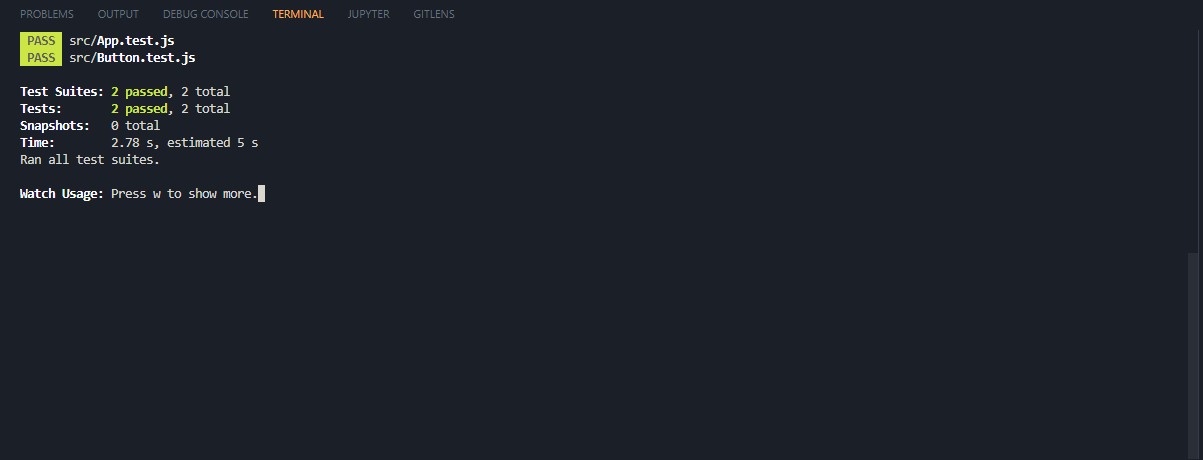 PROBLEMS OUTPUT DEBUG CONSOLE TERMINAL JUPYTER GITLENS
PASS src/App.test.js
PASS src/Button.test.js
Test Suites: 2 passed, 2 total
Tests: 2 passed, 2 total
Snapshots: 0 total
Time: 2.78 s, estimated 5 s
Ran all test suites.
Watch Usage: Press w to show more.